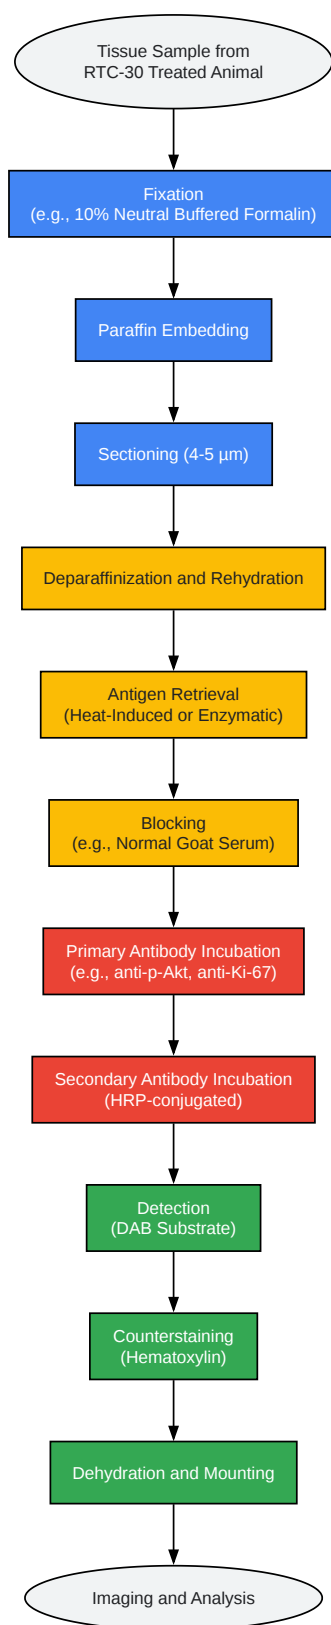 Tissue Sample from
RTC-30 Treated Animal
Fixation
(e.g., 10% Neutral Buffered Formalin)
Paraffin Embedding
Sectioning (4-5 µm)
Deparaffinization and Rehydration
Antigen Retrieval
(Heat-Induced or Enzymatic)
Blocking
(e.g., Normal Goat Serum)
Primary Antibody Incubation
(e.g., anti-p-Akt, anti-Ki-67)
Secondary Antibody Incubation
(HRP-conjugated)
Detection
(DAB Substrate)
Counterstaining
(Hematoxylin)
Dehydration and Mounting
Imaging and Analysis